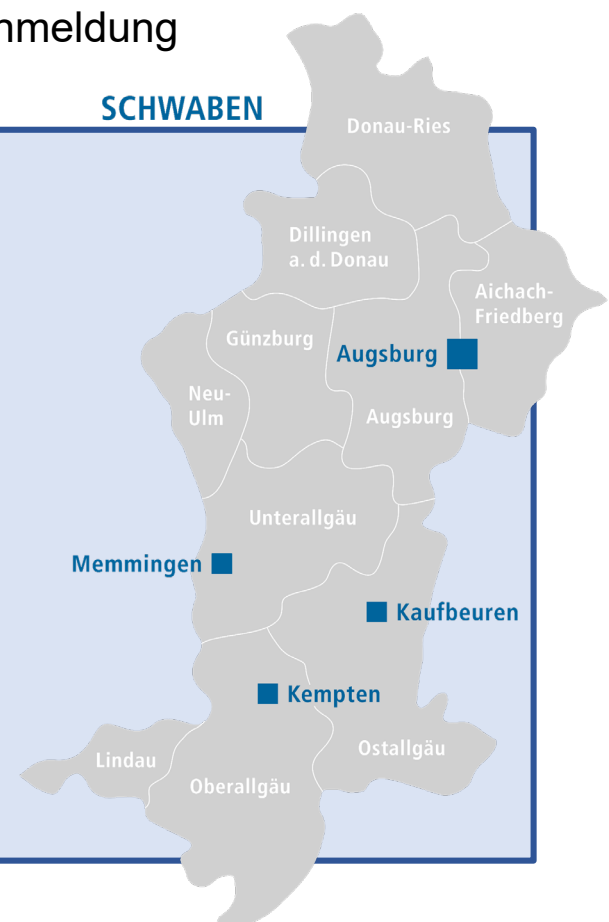 nmeldung
SCHWABEN
Donau-Ries
Dillingen
a. d. Donau
Aichach-
Friedberg
Günzburg
Augsburg
Neu-
Ulm
Augsburg
Unterallgäu
Memmingen
Kaufbeuren
Kempten
Ostallgäu
Lindau
Oberallgäu